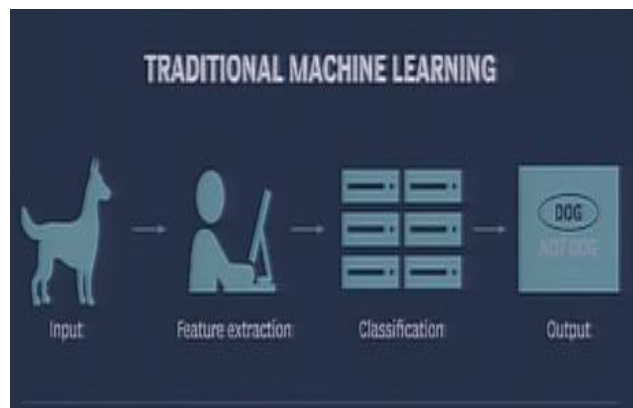 TRADITIONAL MACHINE LEARNING
DOG
NOT DOG
Input
Feature extraction
Classification
Output